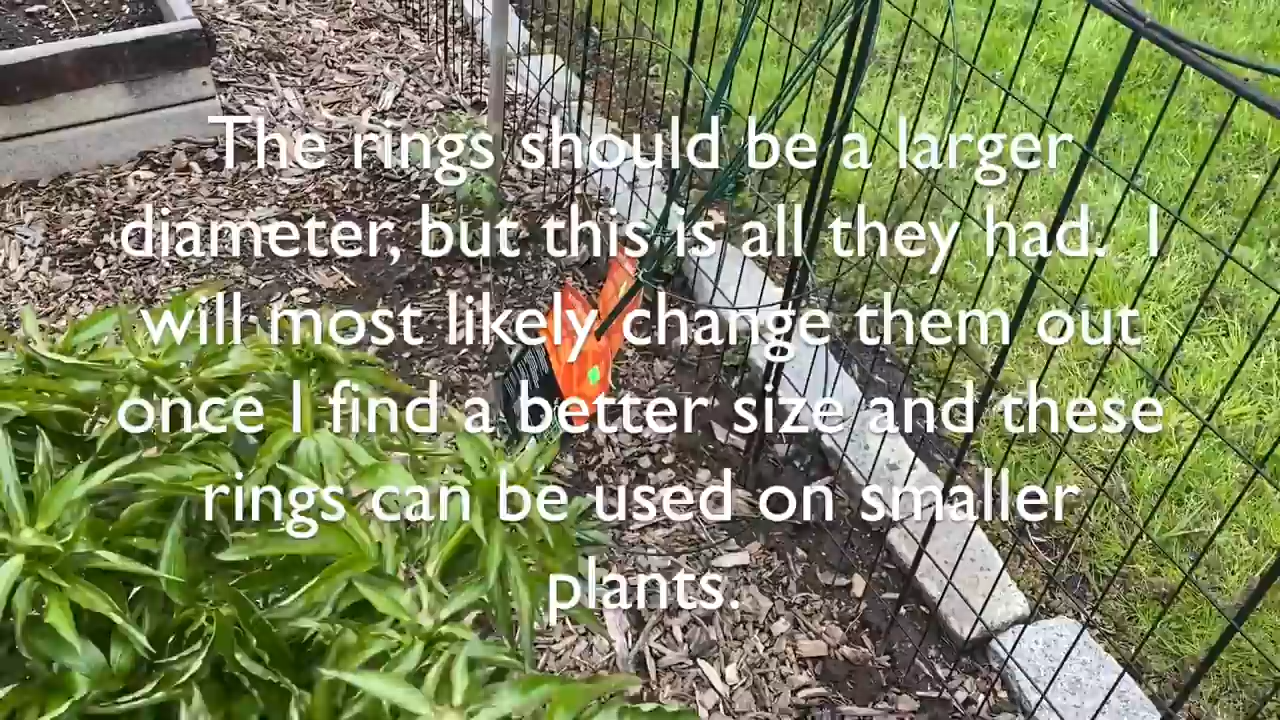 The rings should be a larger
diameter, but this is all they had.  I
will most likely change them out
once I find a better size and these
rings can be used on smaller
plants.